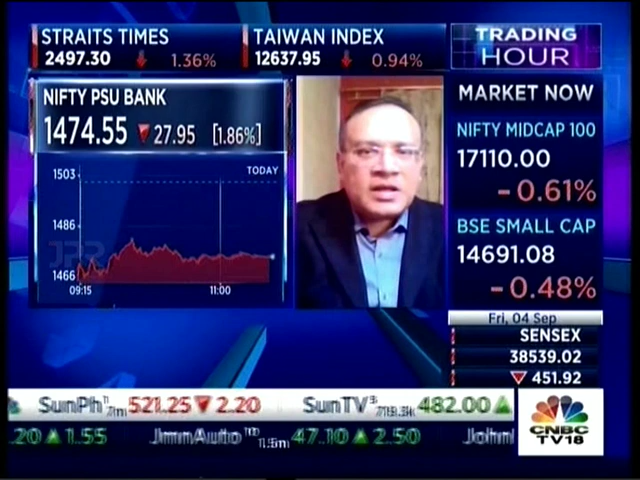 STRAITS TIMES
2497.30 1.36%
TAIWAN INDEX
12637.95 0.94%
TRADING
HOUR
NIFTY PSU BANK
1474.55 27.95 [1.86%]
TODAY
1503
1486
1466
09:15 11:00
MARKET NOW
NIFTY MIDCAP 100
17110.00
-0.61%
BSE SMALL CAP
14691.08
-0.48%
Fri, 04 Sep
SENSEX
38539.02
451.92
SunPh 521.25 2.20 SunTV 482.00
.20 1.55 JmmAuto 47.10 2.50 John
CNBC
TV18